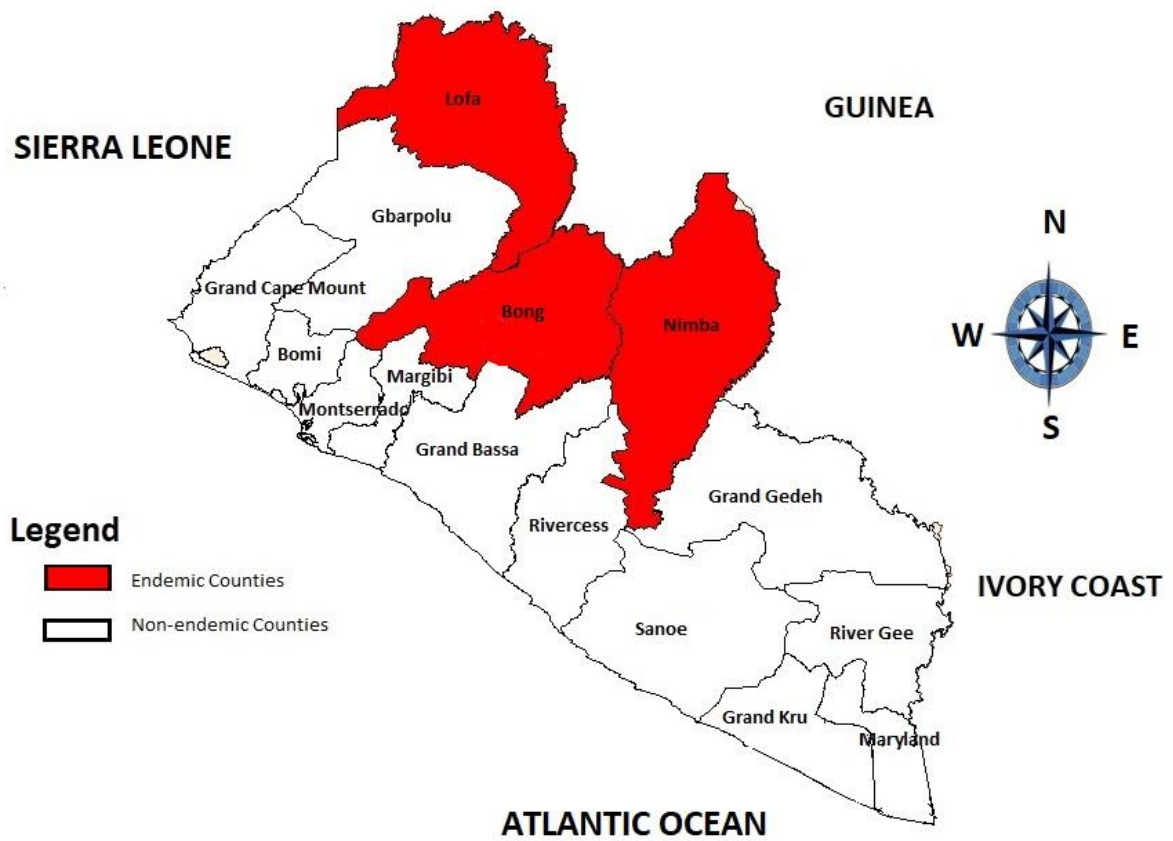 Lofa
GUINEA
SIERRA LEONE
Gbarpolu
N
Grand Cape Mount
Bong
Nimba
W
E
Bomi
Margibi
Montserrado
S
Grand Bassa
Grand Gedeh
Legend
Rivercess
Endemic Counties
IVORY COAST
Non-endemic Counties
Sanoe
River Gee
Grand Kru
Maryland
ATLANTIC OCEAN